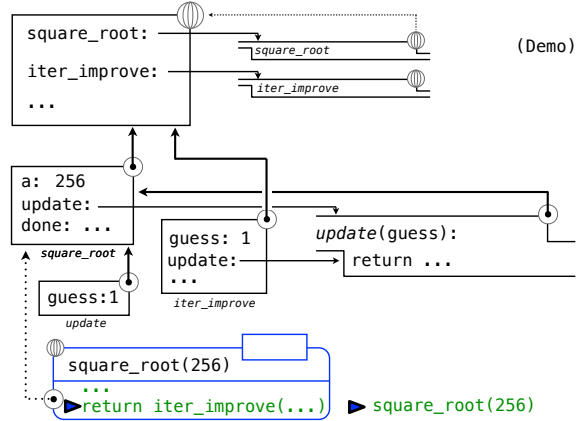 square_root:
square_root
(Demo)
iter_improve:
iter_improve
...
a: 256
update:
done: ...
square_root
guess: 1
update:
...
iter_improve
update(guess):
return ...
guess:1
update
square_root(256)
...
return iter_improve(...)
square_root(256)